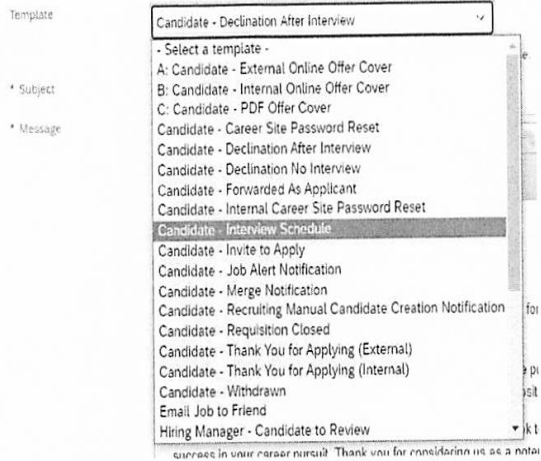 Template
Candidate - Declination After Interview
- Select a template -
A: Candidate - External Online Offer Cover
B: Candidate - Internal Online Offer Cover
* Subject
C: Candidate - PDF Offer Cover
* Message
Candidate - Career Site Password Reset
Candidate - Declination After Interview
Candidate - Declination No Interview
Candidate - Forwarded As Applicant
Candidate - Internal Career Site Password Reset
Candidate - Interview Schedule
Candidate - Invite to Apply
Candidate - Job Alert Notification
Candidate - Merge Notification
Candidate - Recruiting Manual Candidate Creation Notification
for
Candidate - Requisition Closed
Candidate - Thank You for Applying (External)
Candidate - Thank You for Applying (Internal)
Candidate - Withdrawn
Email Job to Friend
Hiring Manager - Candidate to Review
success in your career pursuit. Thank you for considering us as a